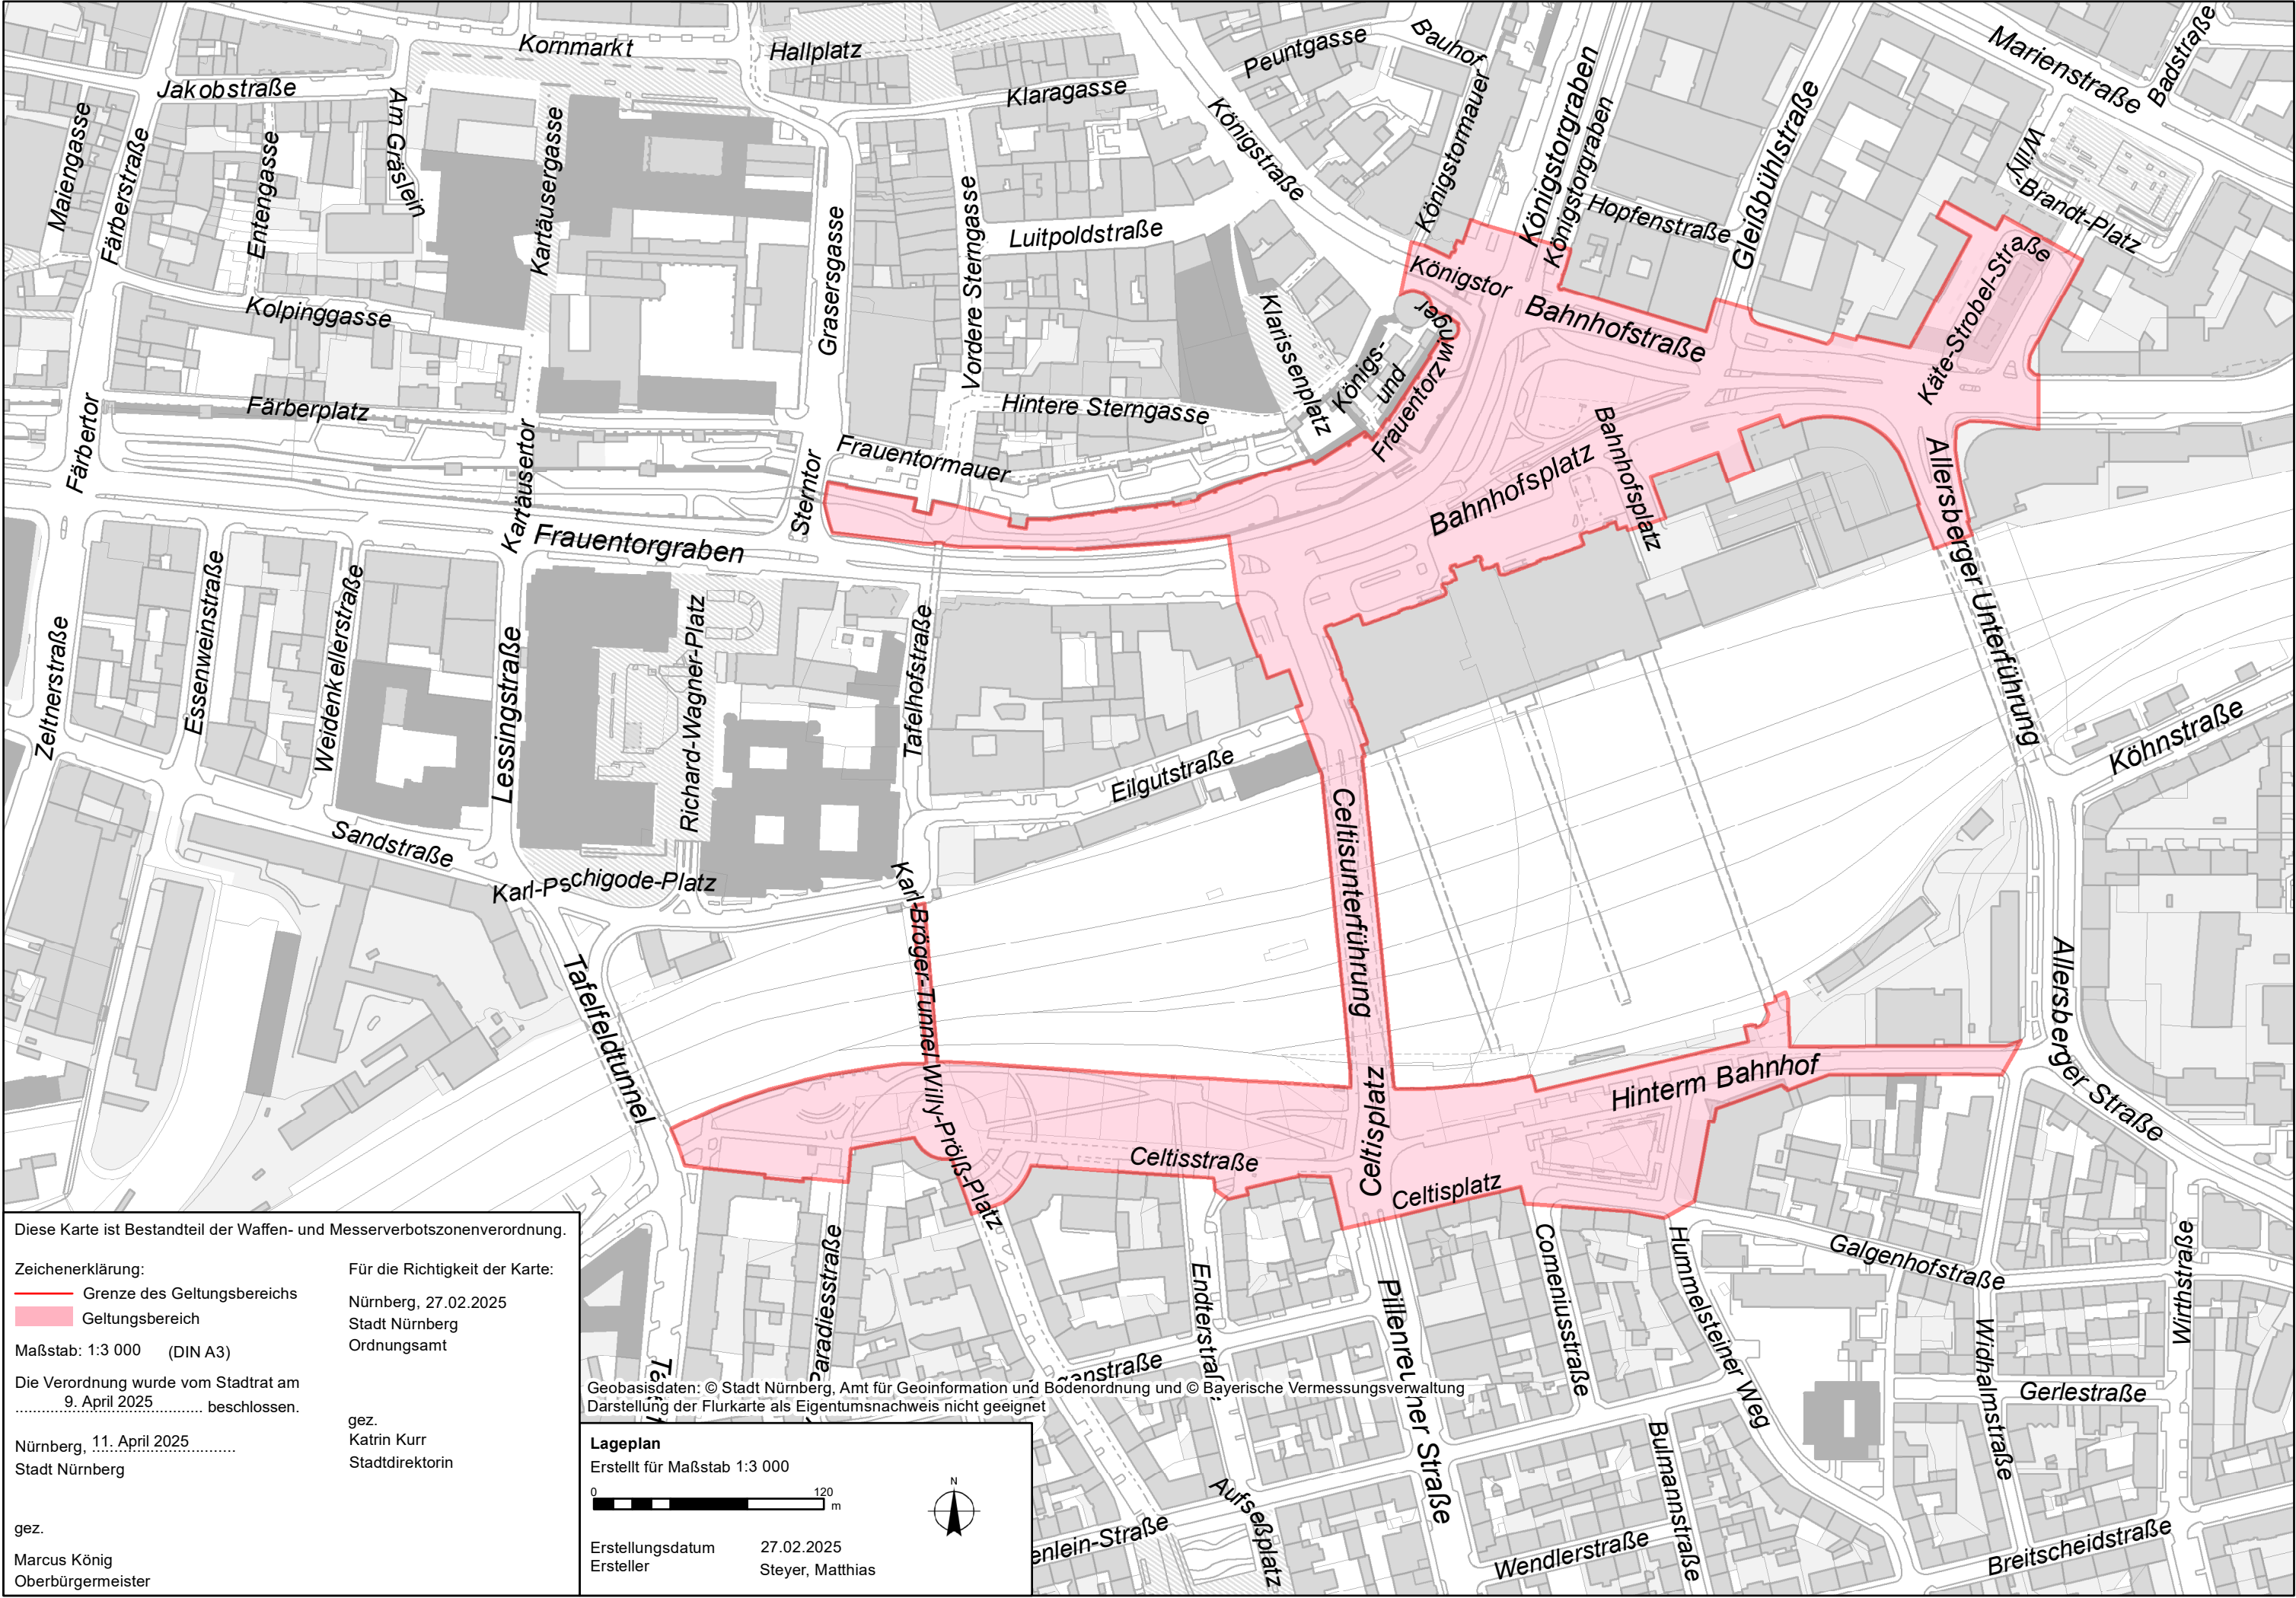 Kornmarkt
Hallplatz
Peuntgasse
Bauhof
Marienstraße
Badstraße
Jakobstraße
Am Gräslein
Klaragasse
Königstraße
Königstormauer
Königstorgraben
Königstorgraben
Gleißbühlstraße
Willy
-Brandt-Platz
Maiengasse
Färberstraße
Entengasse
Kartäusergasse
Grasersgasse
Vordere Sterngasse
Luitpoldstraße
Hopfenstraße
Königstor
Bahnhofstraße
Käte-Strobel-Straße
Kolpinggasse
Klarissenplatz
Königs-
und
Frauentorzwinger
Färbertor
Färberplatz
Hintere Sterngasse
Kartäusertor
Sterntor
Frauentormauer
Bahnhofsplatz
Bahnhofsplatz
Allersberger Unterführung
Frauentorgraben
Zeltnerstraße
Essenweinstraße
Weidenkellerstraße
Lessingstraße
Richard-Wagner-Platz
Tafelhofstraße
Eilgutstraße
Köhnstraße
Sandstraße
Karl-Pschigode-Platz
Karl-Bröger-Tunnel
Celtisunterführung
Tafelfeldtunnel
Allersberger Straße
Willy-Prölß-Platz
Celtisplatz
Hinterm Bahnhof
Celtisstraße
Celtisplatz
Paradiesstraße
Endterstraße
Pillenreuther Straße
Comeniusstraße
Hummelsteiner Weg
Galgenhofstraße
Wirthstraße
Widhalmstraße
Gerlestraße
Bulmannstraße
Aufseßplatz
Wendlerstraße
Breitscheidstraße
enlein-Straße
Diese Karte ist Bestandteil der Waffen- und Messerverbotszonenverordnung.
Zeichenerklärung:
Grenze des Geltungsbereichs
Geltungsbereich
Maßstab: 1:3 000 (DIN A3)
Die Verordnung wurde vom Stadtrat am
9. April 2025 beschlossen.
Nürnberg, 11. April 2025
Stadt Nürnberg
gez.
Marcus König
Oberbürgermeister
Für die Richtigkeit der Karte:
Nürnberg, 27.02.2025
Stadt Nürnberg
Ordnungsamt
gez.
Katrin Kurr
Stadtdirektorin
Geobasisdaten: © Stadt Nürnberg, Amt für Geoinformation und Bodenordnung und © Bayerische Vermessungsverwaltung
Darstellung der Flurkarte als Eigentumsnachweis nicht geeignet
Lageplan
Erstellt für Maßstab 1:3 000
0 120
m
N
Erstellungsdatum 27.02.2025
Ersteller Steyer, Matthias